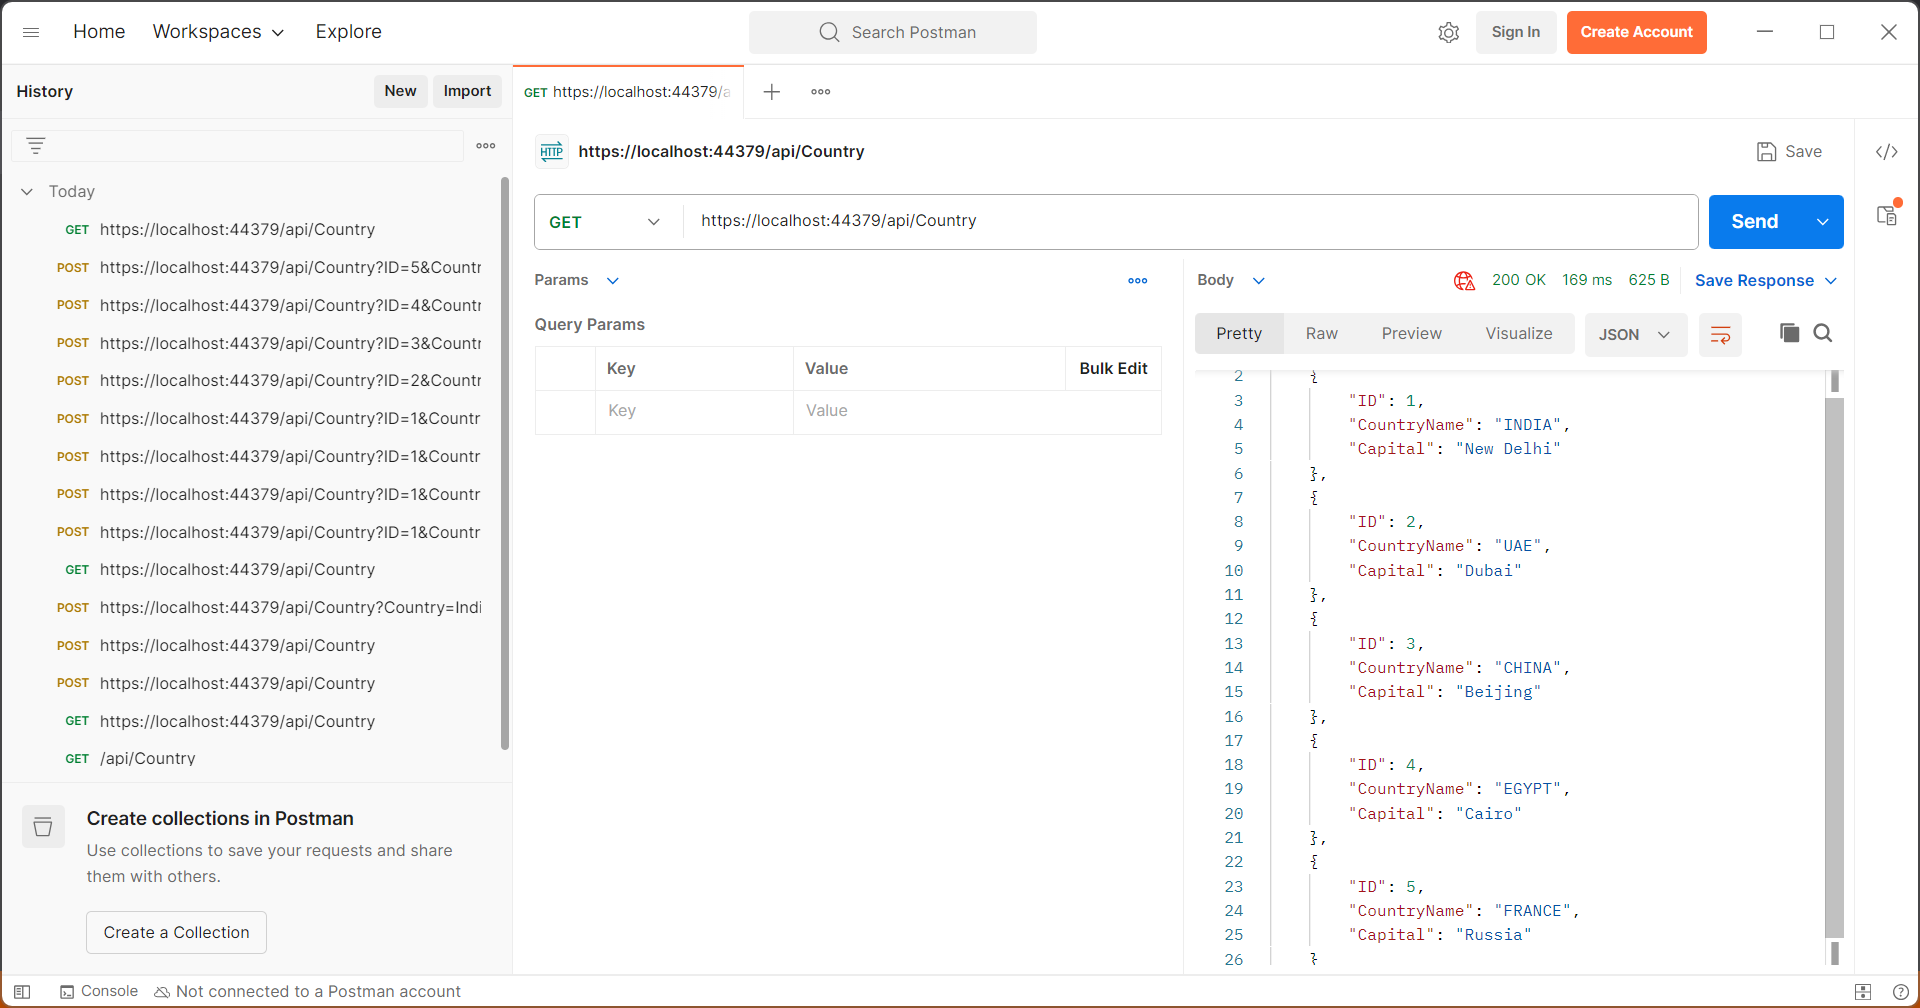 Home
Workspaces
Explore
Search Postman
Sign In
Create Account
History
New
Import
Today
GET https://localhost:44379/api/Country
POST https://localhost:44379/api/Country?ID=5&Countr
POST https://localhost:44379/api/Country?ID=4&Countr
POST https://localhost:44379/api/Country?ID=3&Countr
POST https://localhost:44379/api/Country?ID=2&Countr
POST https://localhost:44379/api/Country?ID=1&Countr
POST https://localhost:44379/api/Country?ID=1&Countr
POST https://localhost:44379/api/Country?ID=1&Countr
POST https://localhost:44379/api/Country?ID=1&Countr
GET https://localhost:44379/api/Country
POST https://localhost:44379/api/Country?Country=Indi
POST https://localhost:44379/api/Country
POST https://localhost:44379/api/Country
GET https://localhost:44379/api/Country
GET /api/Country
Create collections in Postman
Use collections to save your requests and share
them with others.
Create a Collection
GET https://localhost:44379/a
HTTP https://localhost:44379/api/Country
Save
GET https://localhost:44379/api/Country
Send
Params
Query Params
Key Value Bulk Edit
Key Value
Body
200 OK 169 ms 625 B Save Response
Pretty Raw Preview Visualize JSON
2 {
3 "ID": 1,
4 "CountryName": "INDIA",
5 "Capital": "New Delhi"
6 },
7 {
8 "ID": 2,
9 "CountryName": "UAE",
10 "Capital": "Dubai"
11 },
12 {
13 "ID": 3,
14 "CountryName": "CHINA",
15 "Capital": "Beijing"
16 },
17 {
18 "ID": 4,
19 "CountryName": "EGYPT",
20 "Capital": "Cairo"
21 },
22 {
23 "ID": 5,
24 "CountryName": "FRANCE",
25 "Capital": "Russia"
26 }
Console
Not connected to a Postman account